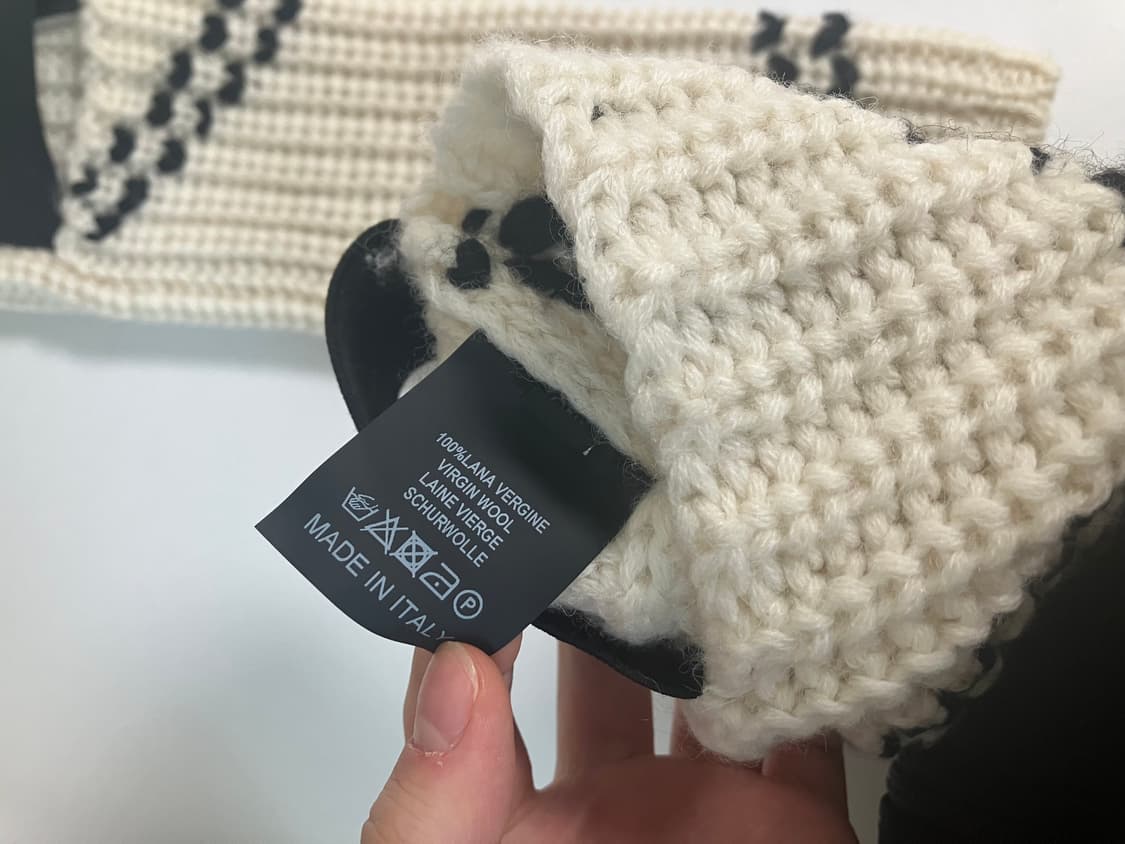 100%LANA VERGINE
VIRGIN WOOL
LAINE VIERGE
SCHURWOLLE
P
MADE IN ITALY